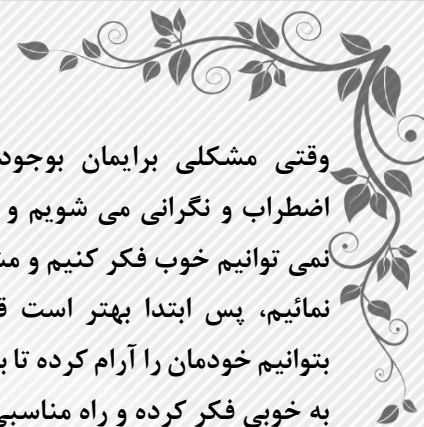 وقتی مشکلی برایمان بوجود
اضطراب و نگرانی می شویم و
نمی توانیم خوب فکر کنیم و
نمائیم، پس ابتدا بهتر است
بتوانیم خودمان را آرام کرده تا
به خوبی فکر کرده و راه مناسبی